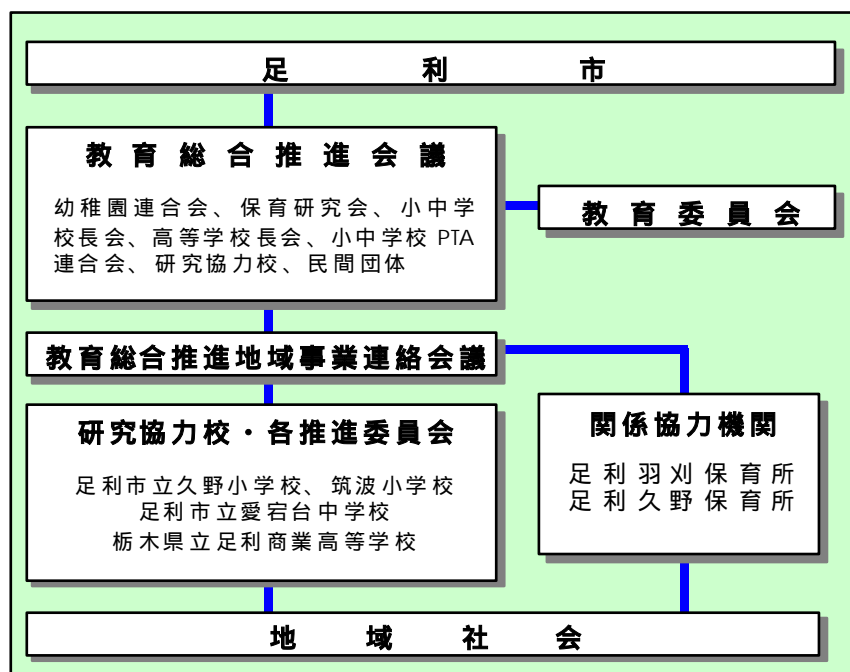 足利市
教育総合推進会議
幼稚園連合会、保育研究会、小中学
校長会、高等学校長会、小中学校 PTA
連合会、研究協力校、民間団体
教育委員会
教育総合推進地域事業連絡会議
研究協力校・各推進委員会
足利市立久野小学校、筑波小学校
足利市立愛宕台中学校
栃木県立足利商業高等学校
関係協力機関
足利羽刈保育所
足利久野保育所
地域社会